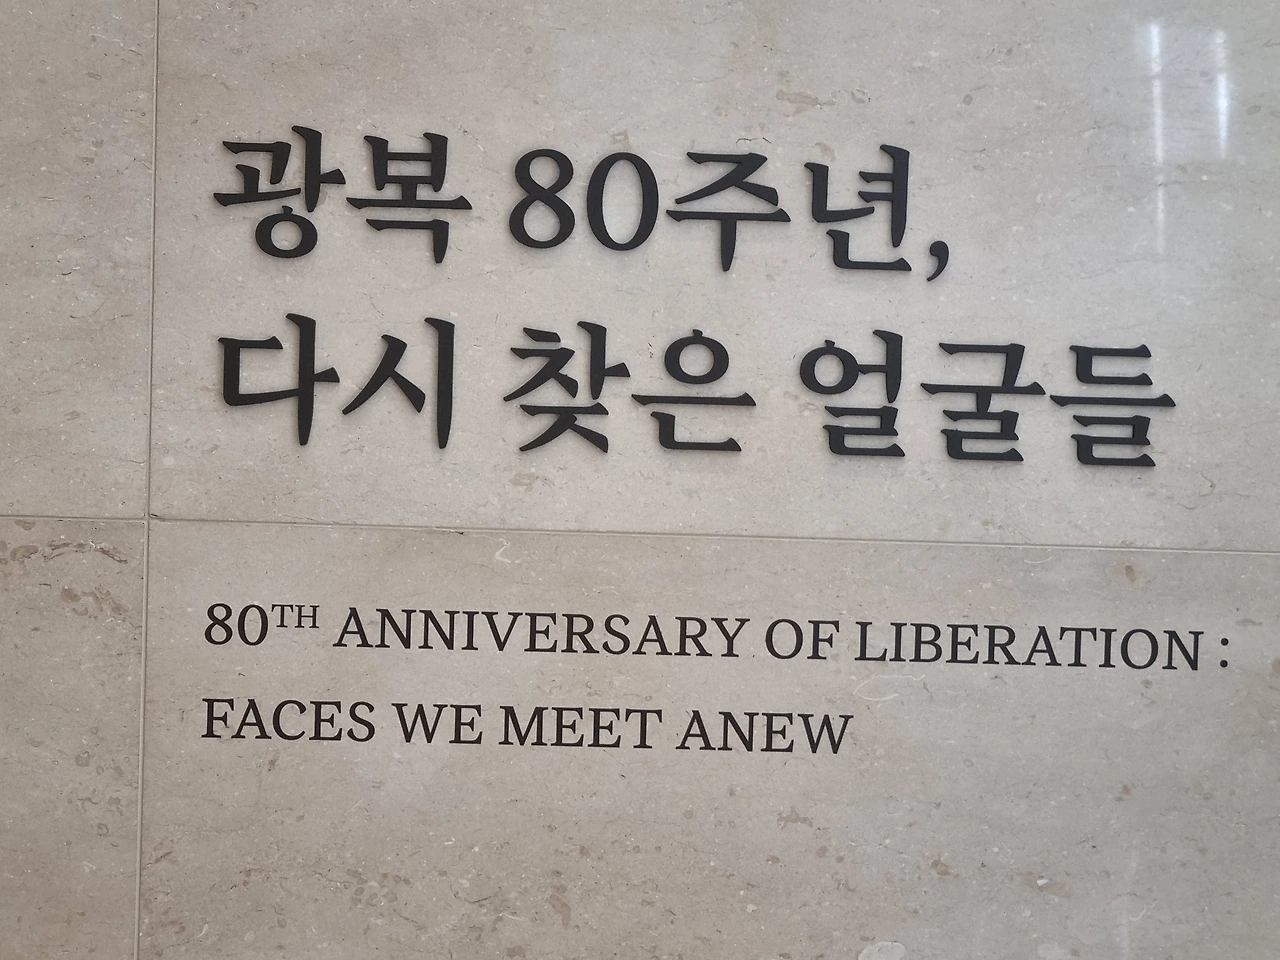 광복 80주년,
다시 찾은 얼굴들
80TH ANNIVERSARY OF LIBERATION :
FACES WE MEET ANEW